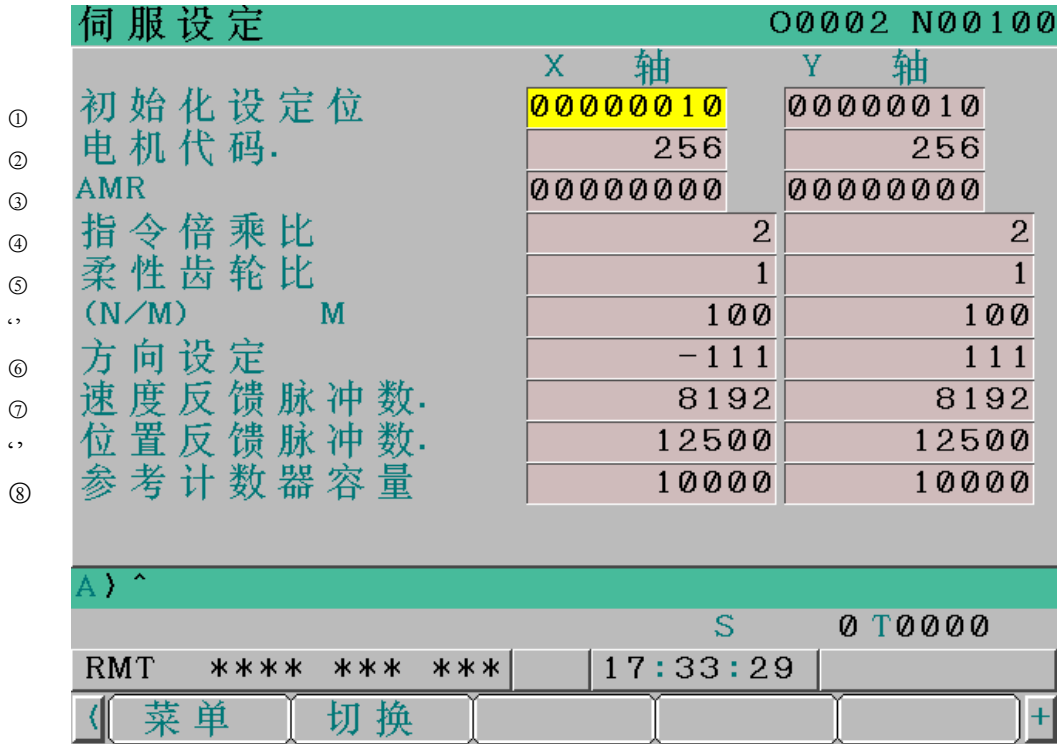 伺服设定 O0002 N00100
X 轴 Y 轴
① 初始化设定位 00000010 00000010
② 电机代码. 256 256
③ AMR 00000000 00000000
④ 指令倍乘比 2 2
⑤ 柔性齿轮比 1 1
‘’ (N/M) M 100 100
⑥ 方向设定 -111 111
⑦ 速度反馈脉冲数. 8192 8192
‘’ 位置反馈脉冲数. 12500 12500
⑧ 参考计数器容量 10000 10000
A) ^
S 0 T0000
RMT **** *** *** 17:33:29
( 菜单 切换 +